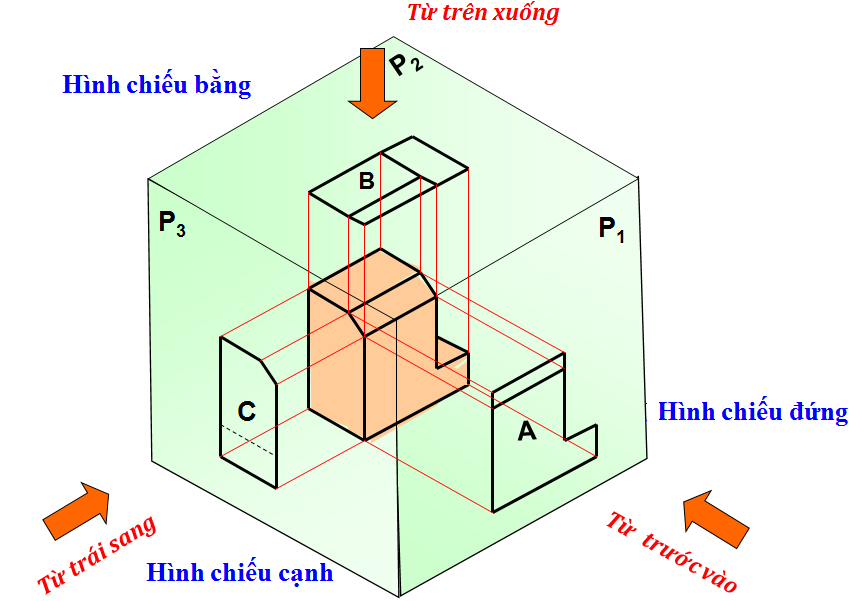 Từ trên xuống
P2
Hình chiếu bằng
B
P3
P1
C
A
Hình chiếu đứng
Từ trái sang
Từ trước vào
Hình chiếu cạnh